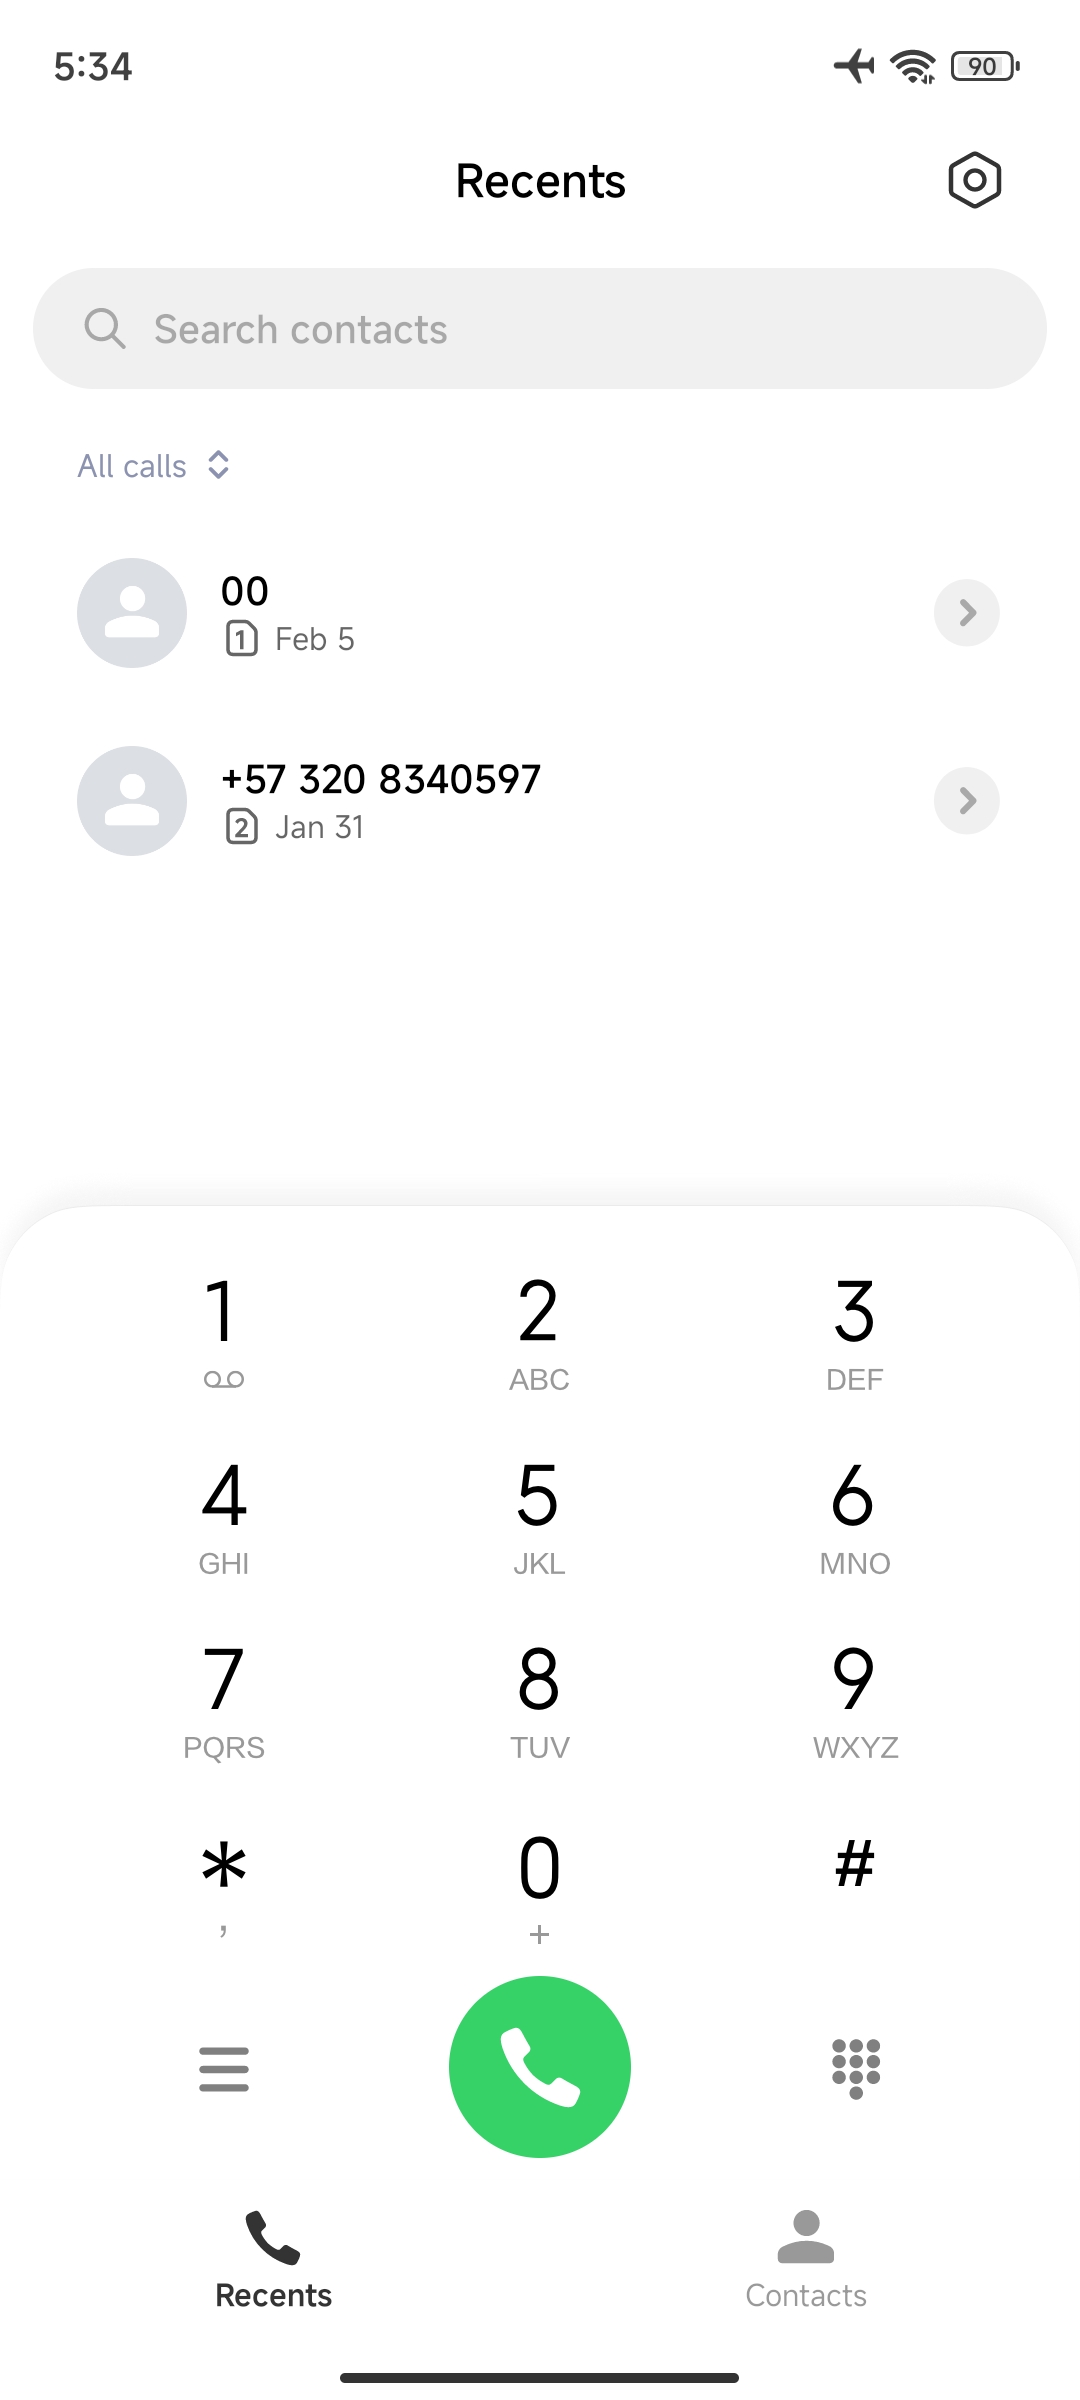 5:34
90
Recents
Search contacts
All calls
00
1 Feb 5
+57 320 8340597
2 Jan 31
1 2 3
ABC DEF
4 5 6
GHI JKL MNO
7 8 9
PQRS TUV WXYZ
* 0 #
, +
Recents Contacts